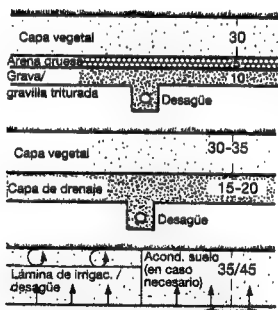 Capa vegetal 30
Arena gruesa 5
Grava/ 10
gravilla triturada
Desagüe
Capa vegetal 30-35
Capa de drenaje 15-20
Desagüe
Acond. suelo
Lámina de irrigac./ (en caso 35/45
desagüe necesario)